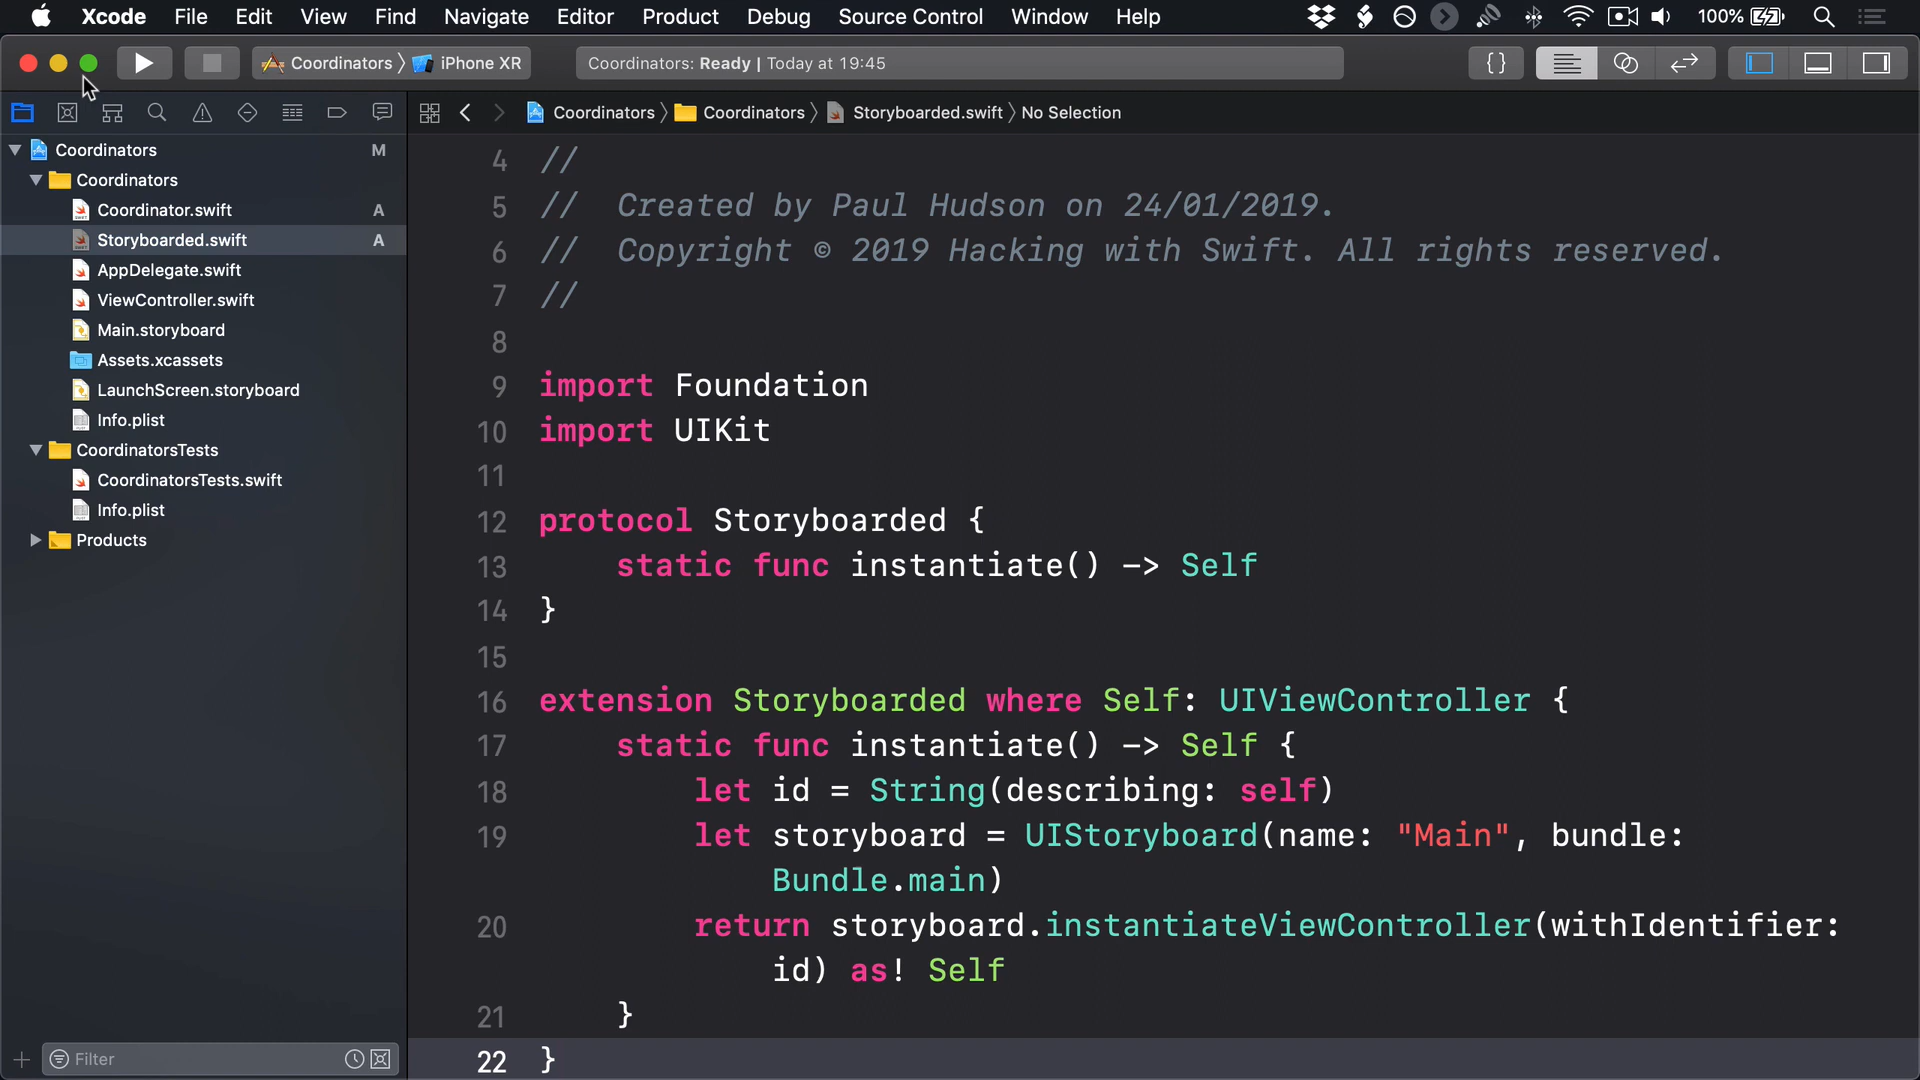 Xcode File Edit View Find Navigate Editor Product Debug Source Control Window Help 100%
Coordinators iPhone XR
Coordinators: Ready | Today at 19:45
{}
Coordinators Coordinators Storyboarded.swift No Selection
Coordinators M
Coordinators
Coordinator.swift A
Storyboarded.swift A
AppDelegate.swift
ViewController.swift
Main.storyboard
Assets.xcassets
LaunchScreen.storyboard
Info.plist
CoordinatorsTests
CoordinatorsTests.swift
Info.plist
Products
Filter
4 //
5 //  Created by Paul Hudson on 24/01/2019.
6 //  Copyright © 2019 Hacking with Swift. All rights reserved.
7 //
8
9 import Foundation
10 import UIKit
11
12 protocol Storyboarded {
13     static func instantiate() -> Self
14 }
15
16 extension Storyboarded where Self: UIViewController {
17     static func instantiate() -> Self {
18         let id = String(describing: self)
19         let storyboard = UIStoryboard(name: "Main", bundle:
Bundle.main)
20         return storyboard.instantiateViewController(withIdentifier:
id) as! Self
21     }
22 }